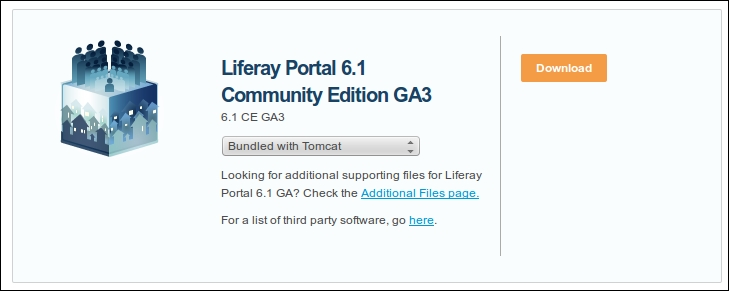 Liferay Portal 6.1
Community Edition GA3
6.1 CE GA3
Bundled with Tomcat
Looking for additional supporting files for Liferay
Portal 6.1 GA? Check the Additional Files page.
For a list of third party software, go here.
Download